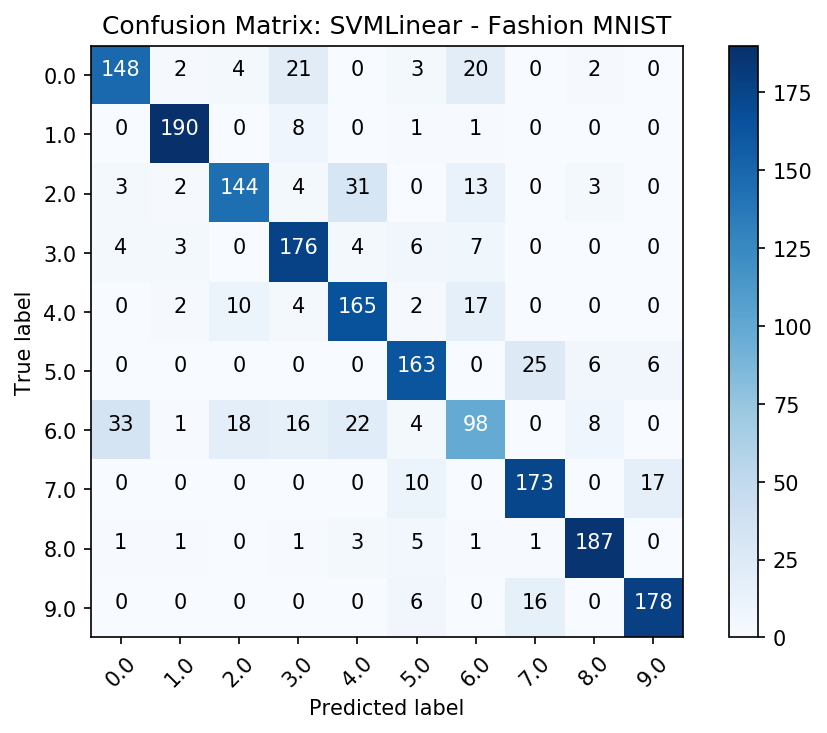 Confusion Matrix: SVMLinear - Fashion MNIST
0.0 148 2 4 21 0 3 20 0 2 0
1.0 0 190 0 8 0 1 1 0 0 0
2.0 3 2 144 4 31 0 13 0 3 0
3.0 4 3 0 176 4 6 7 0 0 0
4.0 0 2 10 4 165 2 17 0 0 0
5.0 0 0 0 0 0 163 0 25 6 6
6.0 33 1 18 16 22 4 98 0 8 0
7.0 0 0 0 0 0 10 0 173 0 17
8.0 1 1 0 1 3 5 1 1 187 0
9.0 0 0 0 0 0 6 0 16 0 178
0.0 1.0 2.0 3.0 4.0 5.0 6.0 7.0 8.0 9.0
Predicted label
True label
175
150
125
100
75
50
25
0